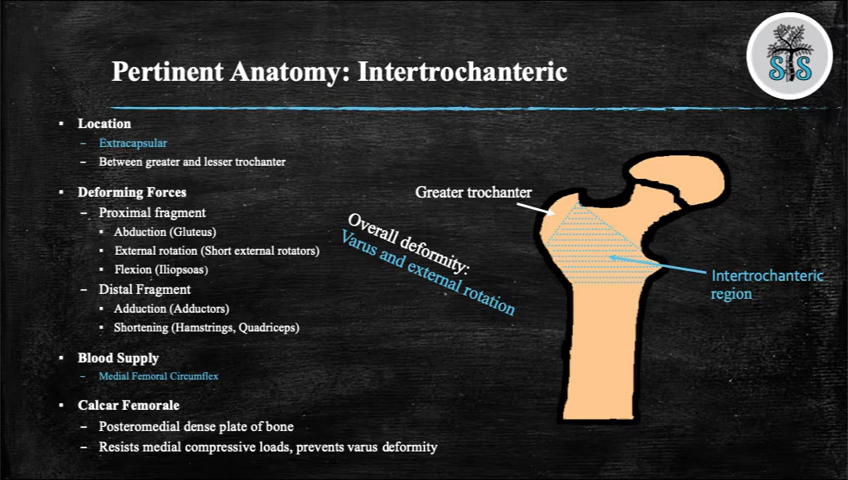 Pertinent Anatomy: Intertrochanteric
STS
Location
– Extracapsular
– Between greater and lesser trochanter
Deforming Forces
– Proximal fragment
Abduction (Gluteus)
External rotation (Short external rotators)
Flexion (Iliopsoas)
– Distal Fragment
Adduction (Adductors)
Shortening (Hamstrings, Quadriceps)
Blood Supply
– Medial Femoral Circumflex
Calcar Femorale
– Posteromedial dense plate of bone
– Resists medial compressive loads, prevents varus deformity
Greater trochanter
Overall deformity:
Varus and external rotation
Intertrochanteric
region